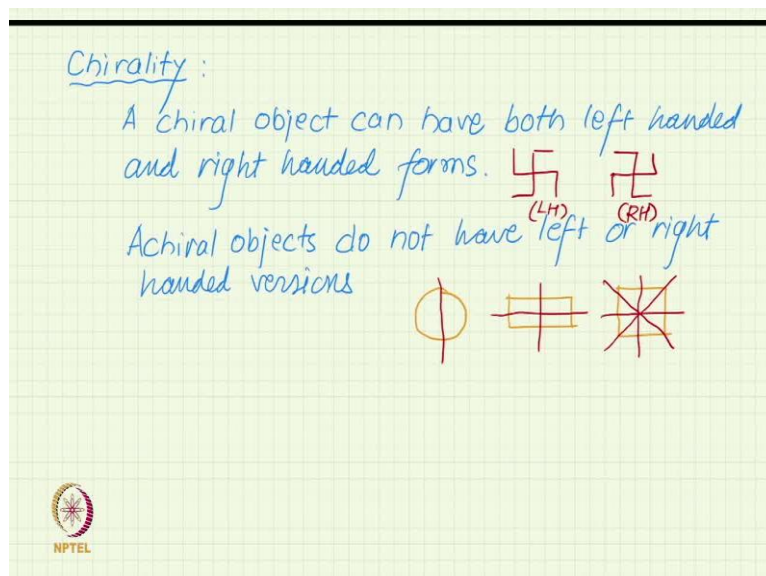 Chirality :
A chiral object can have both left handed
and right handed forms.
(LH) (RH)
Achiral objects do not have left or right
handed versions
NPTEL